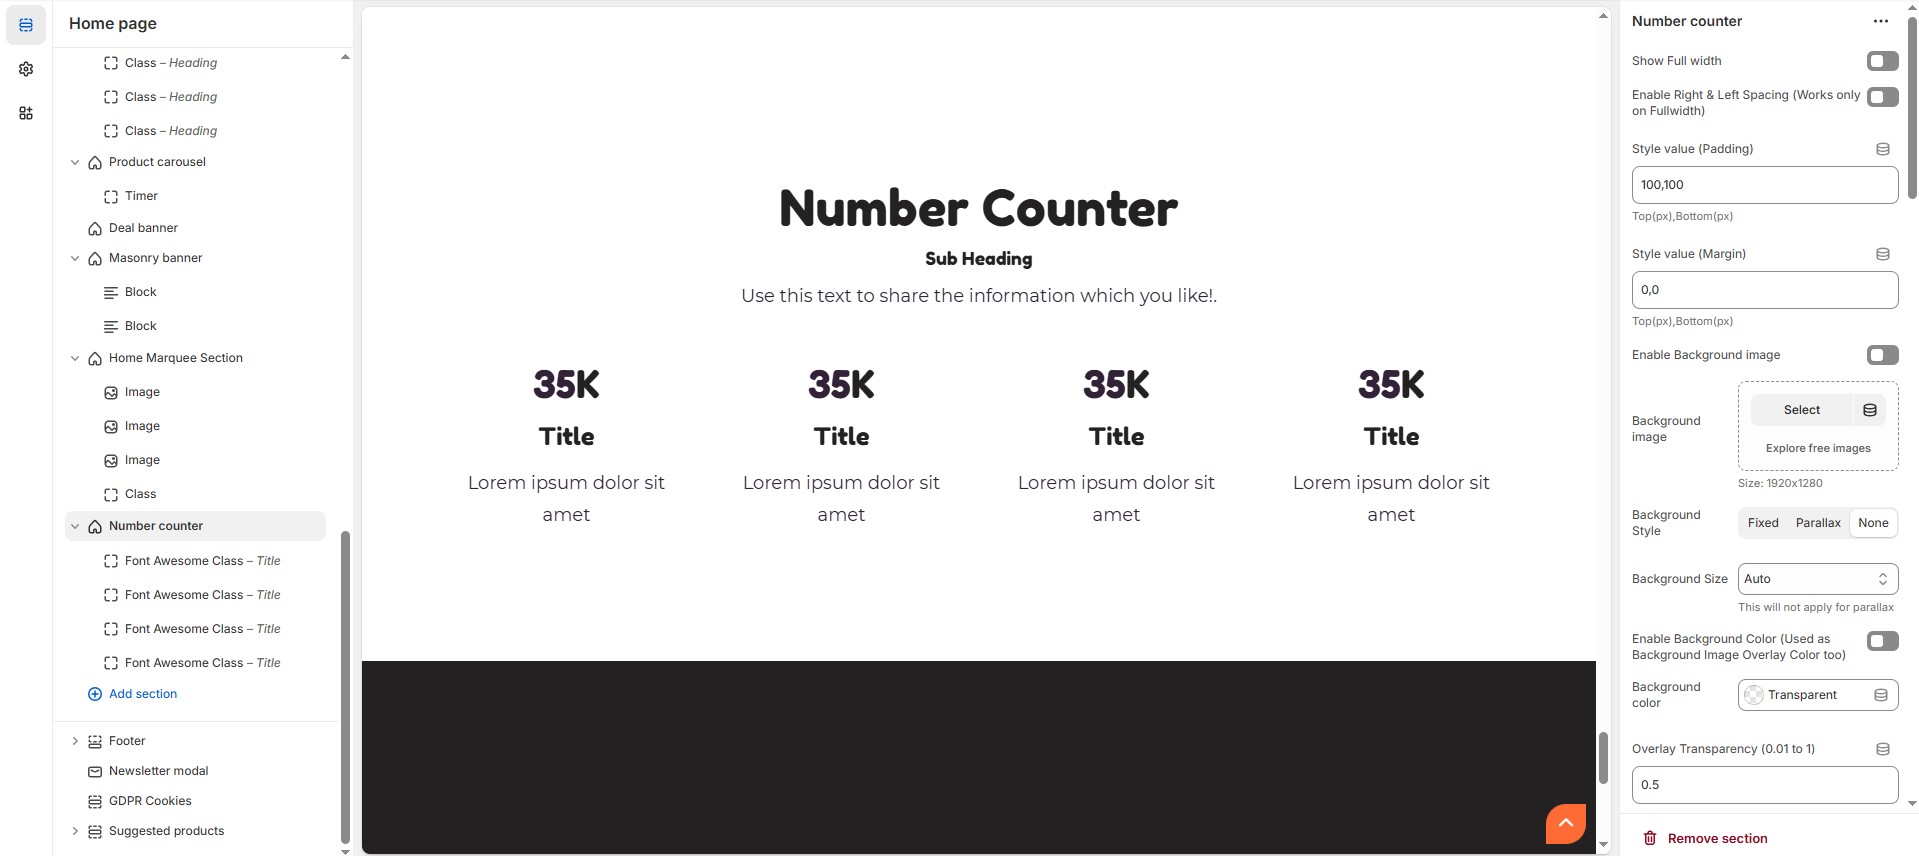 Home page
Class – Heading
Class – Heading
Class – Heading
Product carousel
Timer
Deal banner
Masonry banner
Block
Block
Home Marquee Section
Image
Image
Image
Class
Number counter
Font Awesome Class – Title
Font Awesome Class – Title
Font Awesome Class – Title
Font Awesome Class – Title
Add section
Footer
Newsletter modal
GDPR Cookies
Suggested products
Number Counter
Sub Heading
Use this text to share the information which you like!.
35K
Title
Lorem ipsum dolor sit
amet
35K
Title
Lorem ipsum dolor sit
amet
35K
Title
Lorem ipsum dolor sit
amet
35K
Title
Lorem ipsum dolor sit
amet
Number counter
Show Full width
Enable Right & Left Spacing (Works only
on Fullwidth)
Style value (Padding)
100,100
Top(px),Bottom(px)
Style value (Margin)
0,0
Top(px),Bottom(px)
Enable Background image
Background
image
Select
Explore free images
Size: 1920x1280
Background
Style
Fixed Parallax None
Background Size Auto
This will not apply for parallax
Enable Background Color (Used as
Background Image Overlay Color too)
Background
color
Transparent
Overlay Transparency (0.01 to 1)
0.5
Remove section